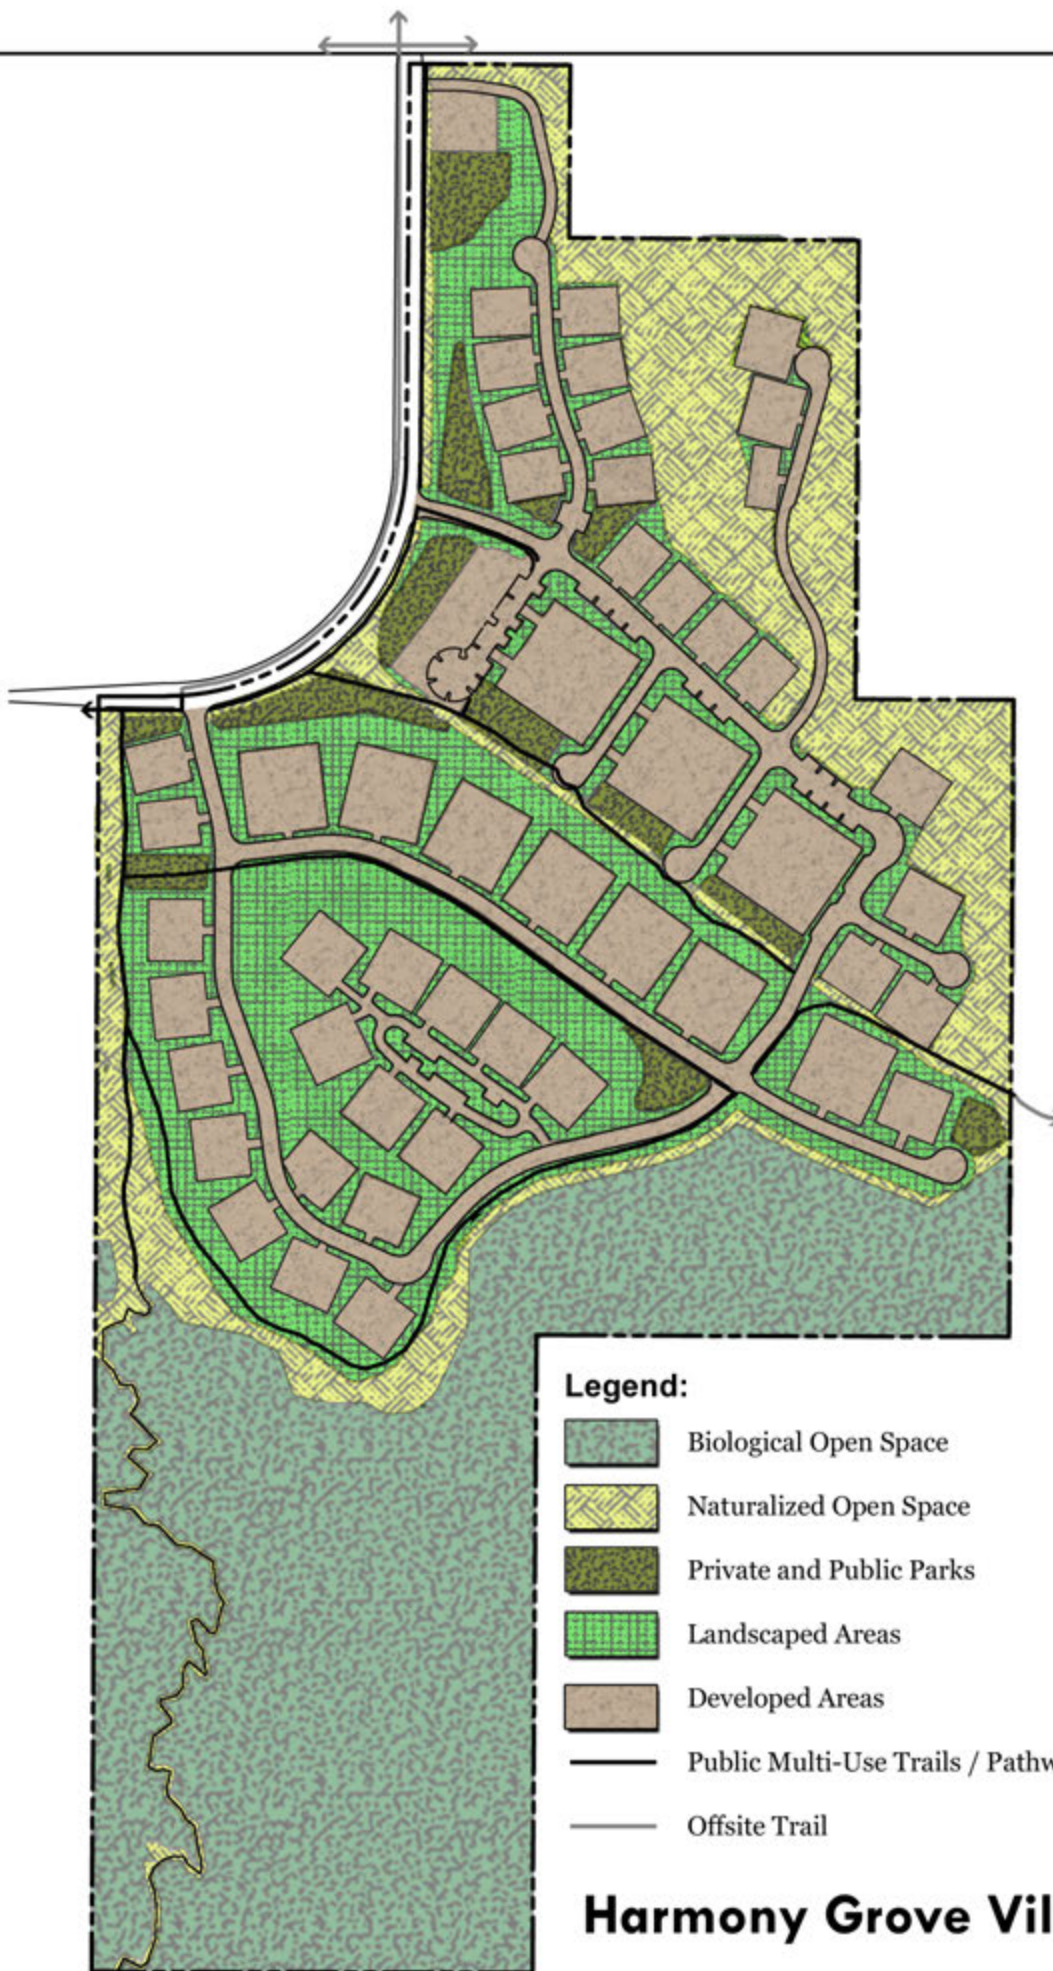 Legend:
Biological Open Space
Naturalized Open Space
Private and Public Parks
Landscaped Areas
Developed Areas
Public Multi-Use Trails / Pathw
Offsite Trail
Harmony Grove Vil